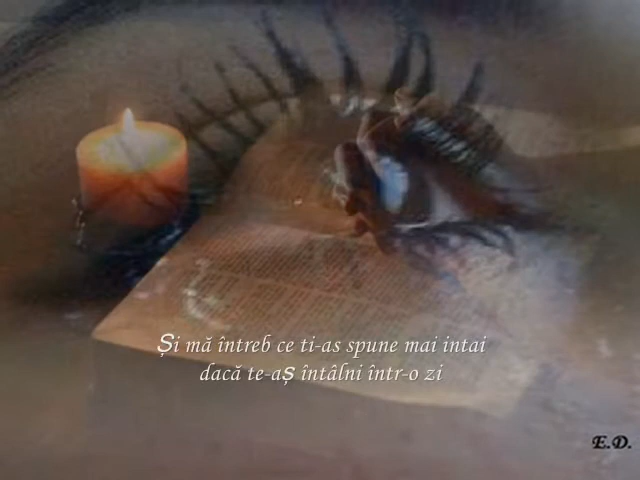 Și mă întreb ce ti-as spune mai intai
dacă te-aș întâlni într-o zi
E.D.